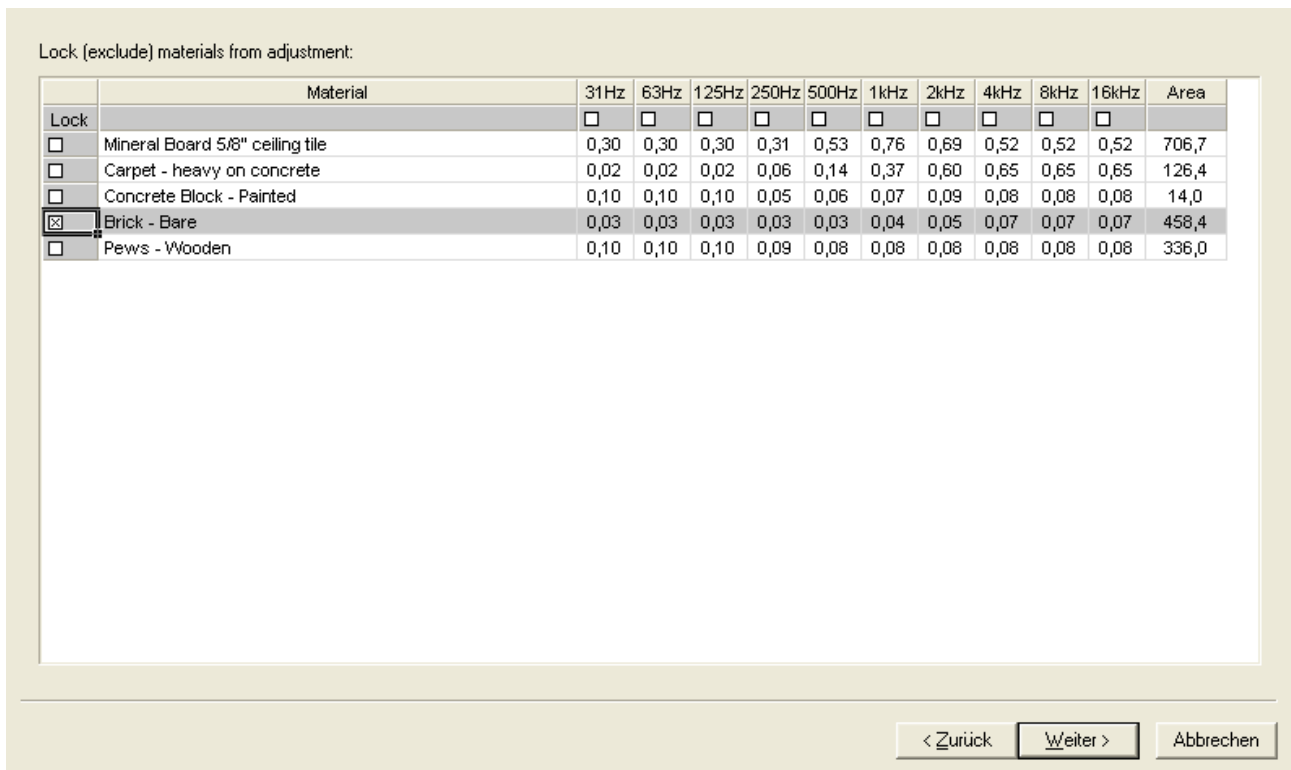 Lock (exclude) materials from adjustment:
Material 31Hz 63Hz 125Hz 250Hz 500Hz 1kHz 2kHz 4kHz 8kHz 16kHz Area
Lock
Mineral Board 5/8" ceiling tile 0,30 0,30 0,30 0,31 0,53 0,76 0,69 0,52 0,52 0,52 706,7
Carpet - heavy on concrete 0,02 0,02 0,02 0,06 0,14 0,37 0,60 0,65 0,65 0,65 126,4
Concrete Block - Painted 0,10 0,10 0,10 0,05 0,06 0,07 0,09 0,08 0,08 0,08 14,0
Brick - Bare 0,03 0,03 0,03 0,03 0,03 0,04 0,05 0,07 0,07 0,07 458,4
Pews - Wooden 0,10 0,10 0,10 0,09 0,08 0,08 0,08 0,08 0,08 0,08 336,0
< Zurück Weiter > Abbrechen